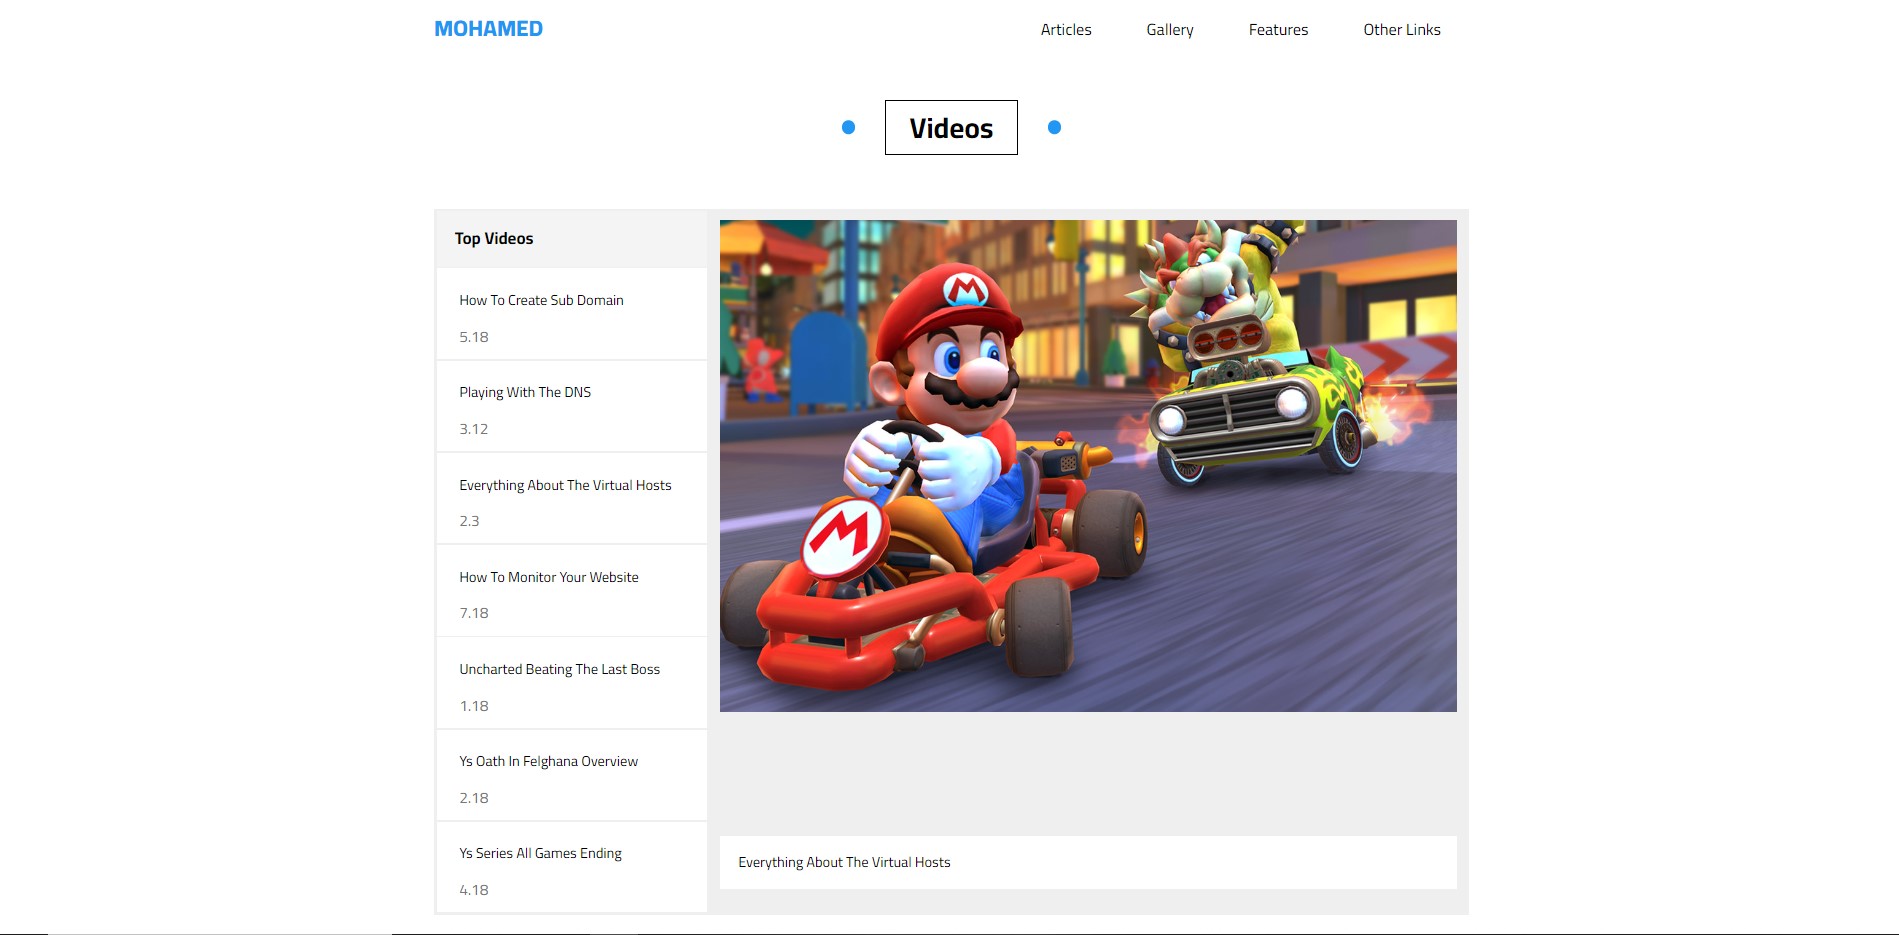 MOHAMED
Articles Gallery Features Other Links
Videos
Top Videos
How To Create Sub Domain
5.18
Playing With The DNS
3.12
Everything About The Virtual Hosts
2.3
How To Monitor Your Website
7.18
Uncharted Beating The Last Boss
1.18
Ys Oath In Felghana Overview
2.18
Ys Series All Games Ending
4.18
M
M
Everything About The Virtual Hosts